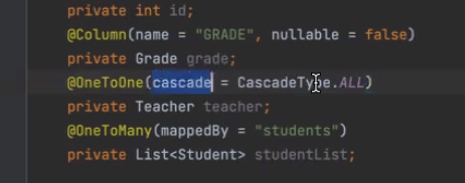 private int id;
@Column(name = "GRADE", nullable = false)
private Grade grade;
@OneToOne(cascade = CascadeType.ALL)
private Teacher teacher;
@OneToMany(mappedBy = "students")
private List<Student> studentList;